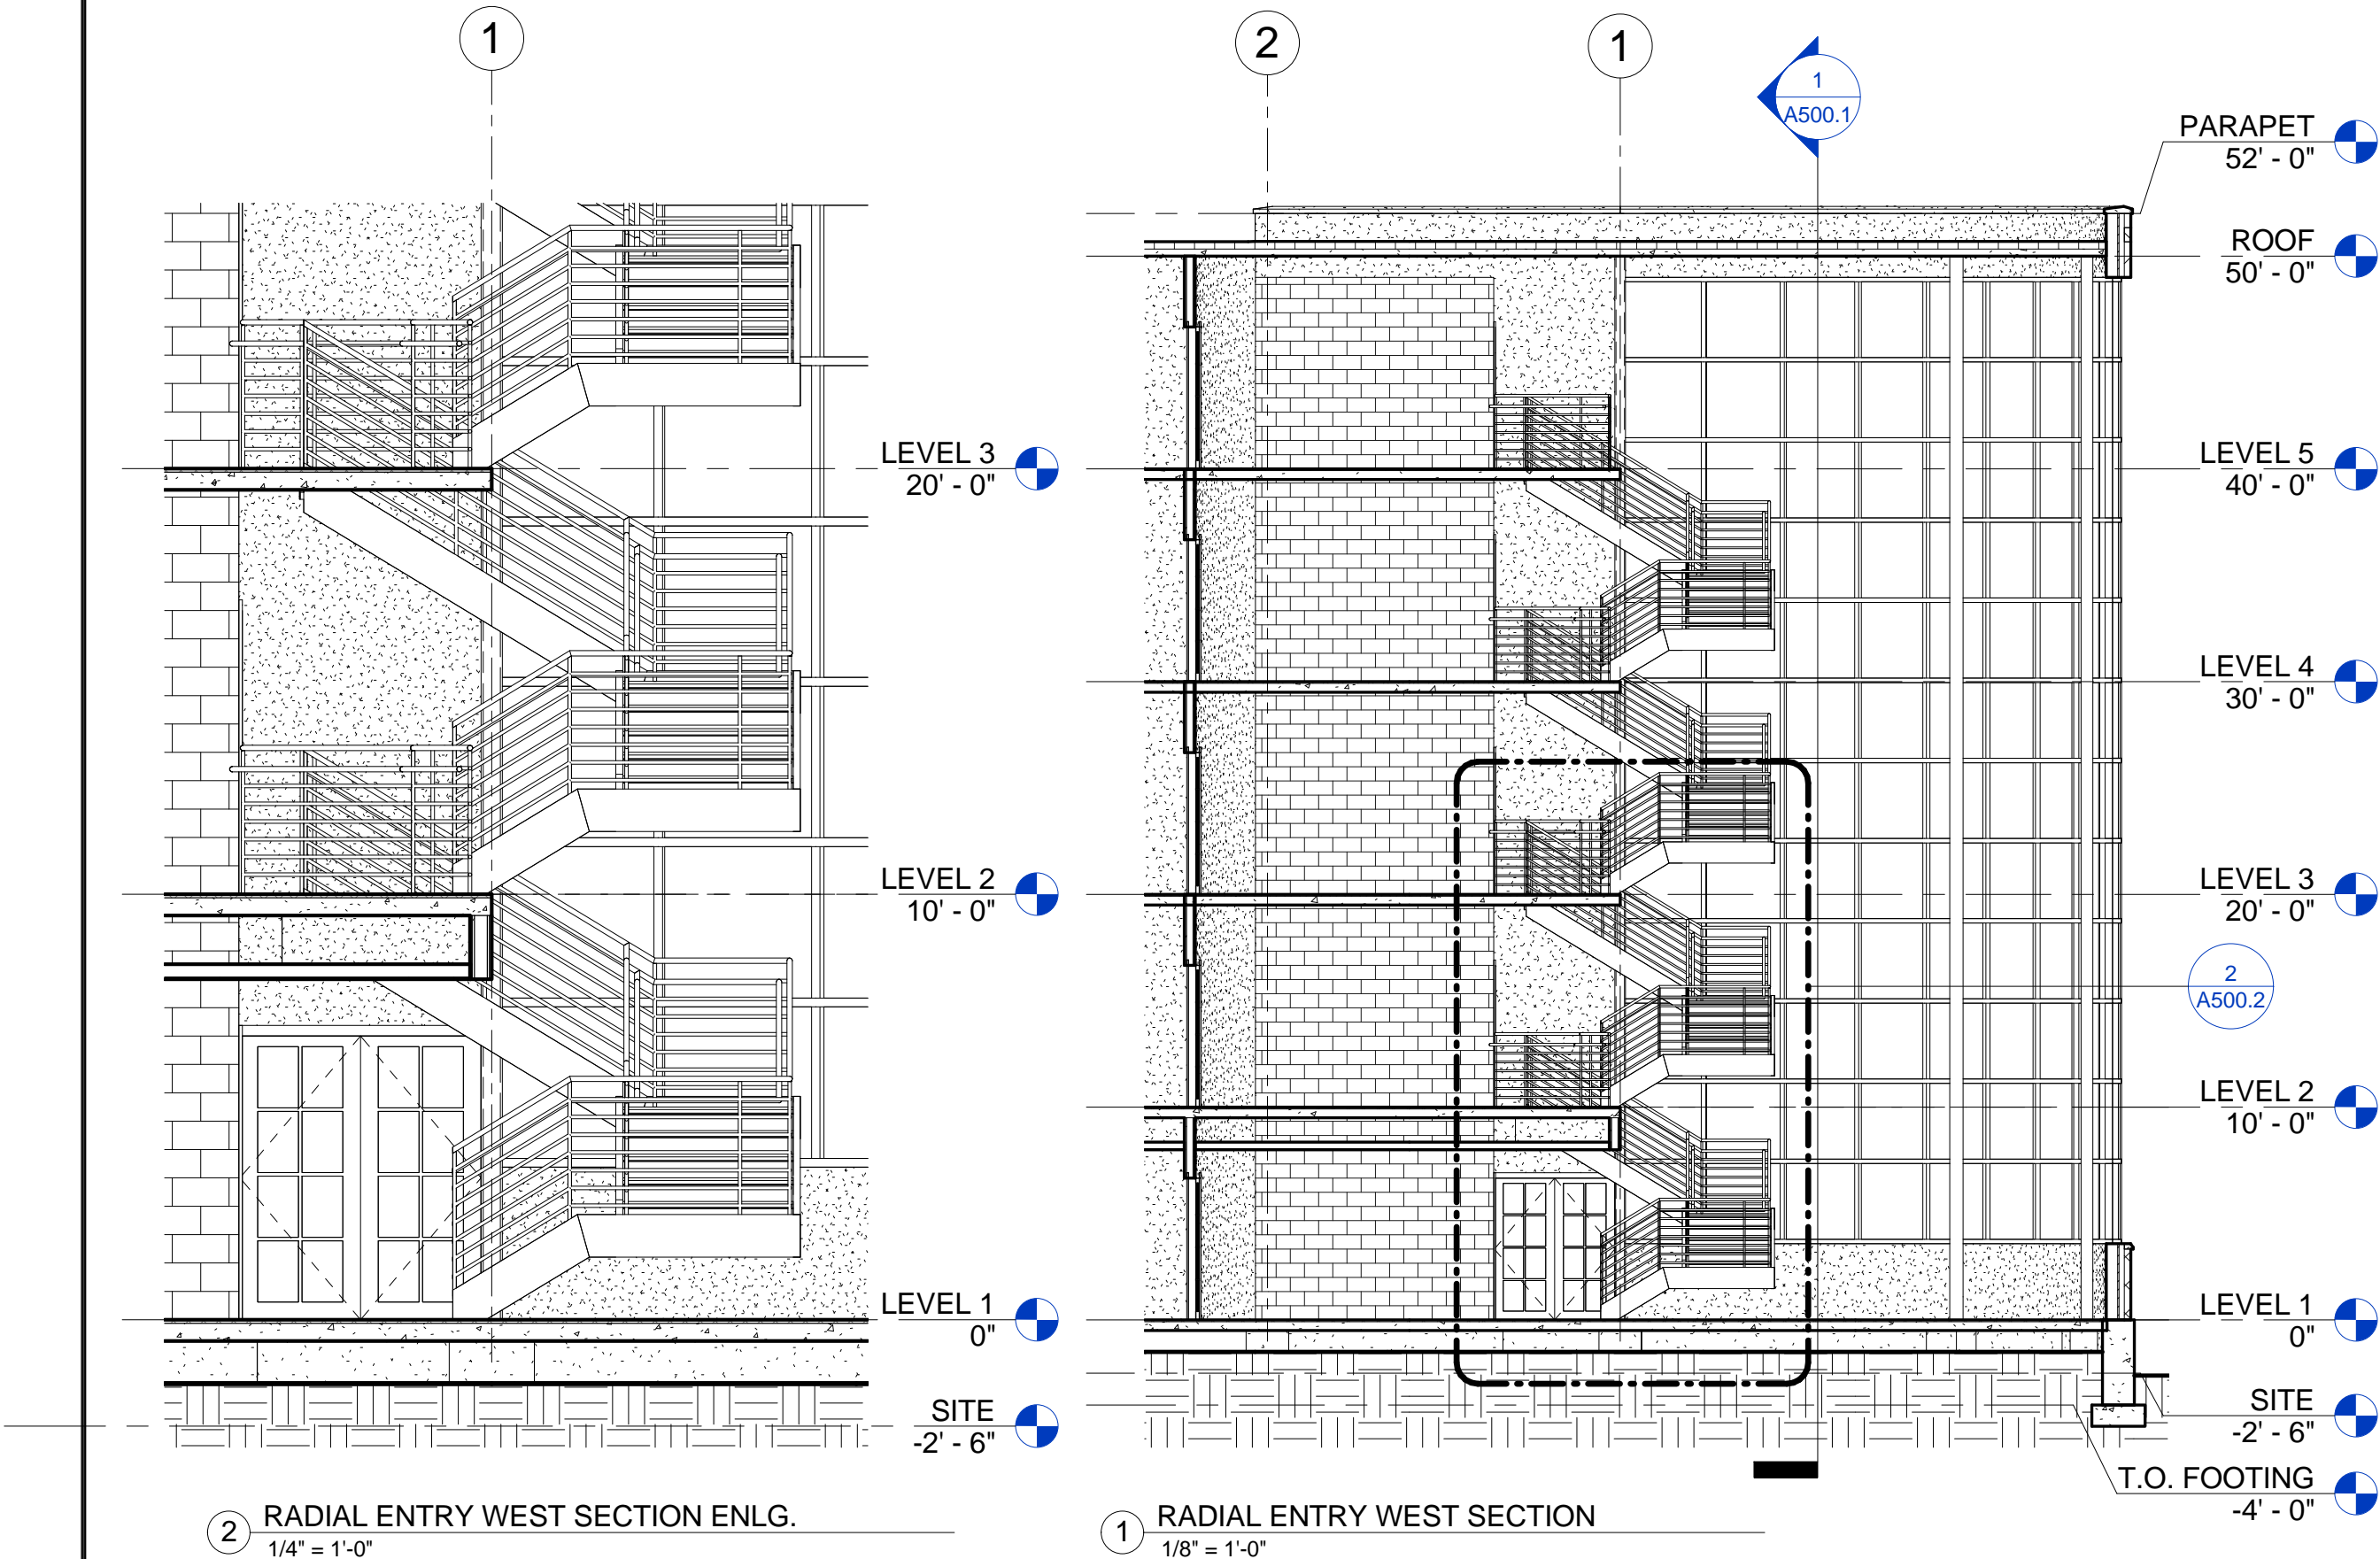 1
LEVEL 3
20' - 0"
LEVEL 2
10' - 0"
LEVEL 1
0"
SITE
-2' - 6"
2
RADIAL ENTRY WEST SECTION ENLG.
1/4" = 1'-0"
2
1
1
A500.1
PARAPET
52' - 0"
ROOF
50' - 0"
LEVEL 5
40' - 0"
LEVEL 4
30' - 0"
LEVEL 3
20' - 0"
2
A500.2
LEVEL 2
10' - 0"
LEVEL 1
0"
SITE
-2' - 6"
T.O. FOOTING
-4' - 0"
1
RADIAL ENTRY WEST SECTION
1/8" = 1'-0"